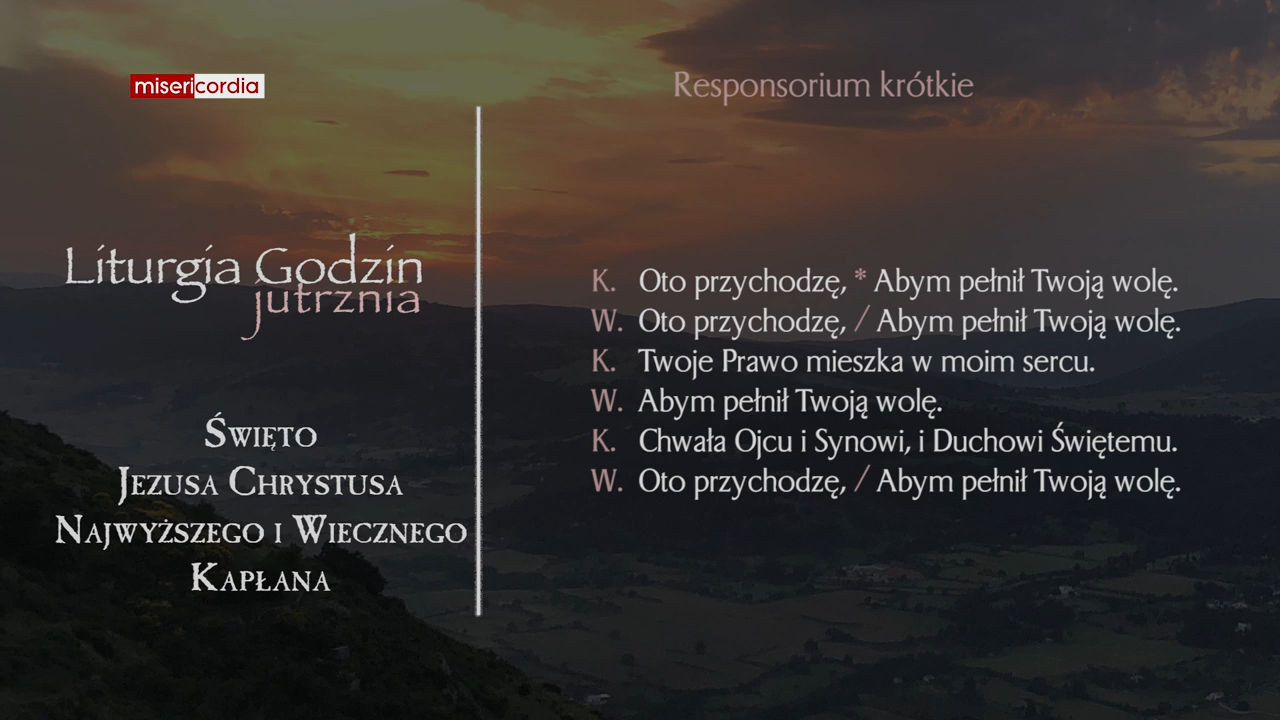 misericordia
Liturgia Godzin
jutrznia
Święto
Jezusa Chrystusa
Najwyższego i Wiecznego
Kapłana
Responsorium krótkie
K. Oto przychodzę, * Abym pełnił Twoją wolę.
W. Oto przychodzę, / Abym pełnił Twoją wolę.
K. Twoje Prawo mieszka w moim sercu.
W. Abym pełnił Twoją wolę.
K. Chwała Ojcu i Synowi, i Duchowi Świętemu.
W. Oto przychodzę, / Abym pełnił Twoją wolę.